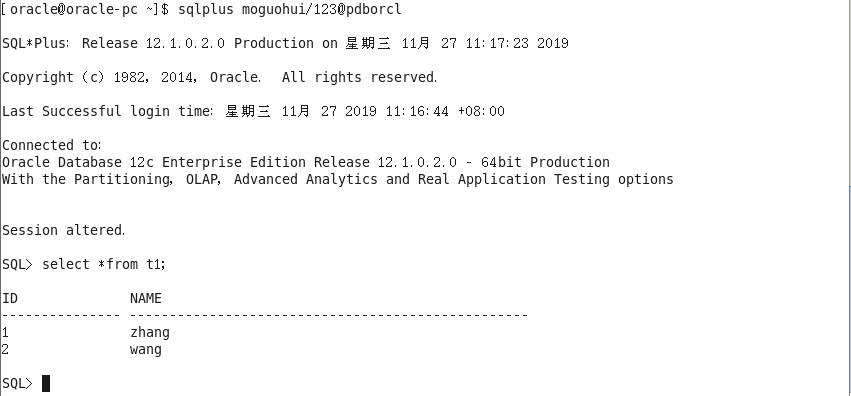 [oracle@oracle-pc ~]$ sqlplus moguohui/123@pdborcl
SQL*Plus: Release 12.1.0.2.0 Production on 星期三 11月 27 11:17:23 2019
Copyright (c) 1982, 2014, Oracle.  All rights reserved.
Last Successful login time: 星期三 11月 27 2019 11:16:44 +08:00
Connected to:
Oracle Database 12c Enterprise Edition Release 12.1.0.2.0 - 64bit Production
With the Partitioning, OLAP, Advanced Analytics and Real Application Testing options
Session altered.
SQL> select *from t1;
ID              NAME
--------------- --------------------------------------------------
1               zhang
2               wang
SQL>